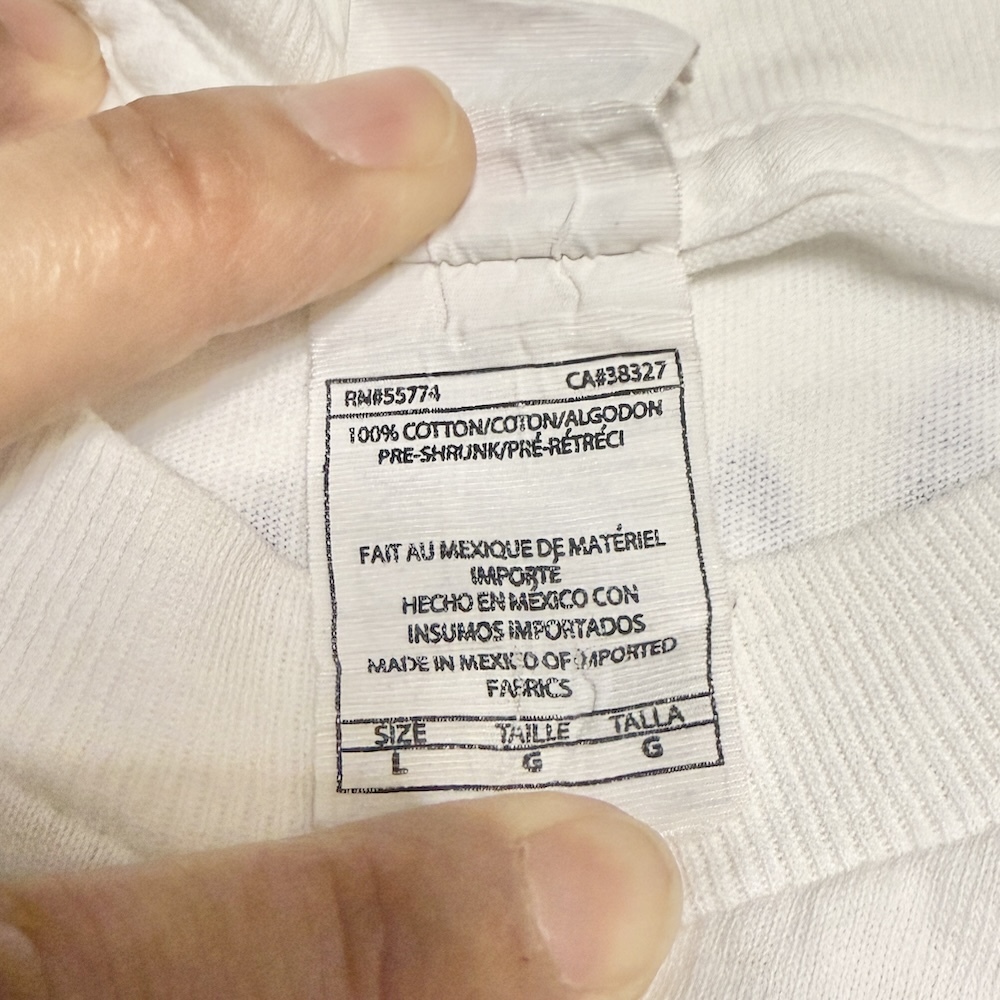 RN#55774 CA#38327
100% COTTON/COTON/ALGODON
PRE-SHRUNK/PRÉ-RÉTRÉCI
FAIT AU MEXIQUE DE MATÉRIEL
IMPORTÉ
HECHO EN MÉXICO CON
INSUMOS IMPORTADOS
MADE IN MEXICO OF IMPORTED
FABRICS
SIZE TAILLE TALLA
L G G